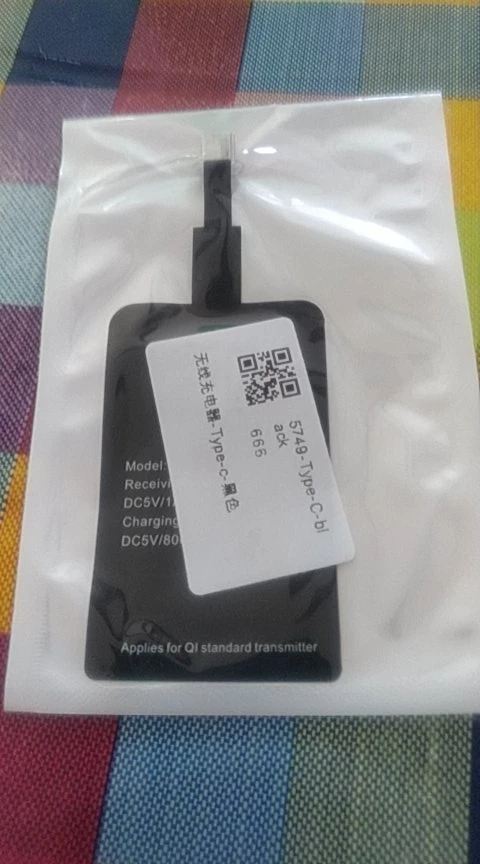 无线充电器-Type-c-黑色
5749-Type-C-bl
ack
666
Model:
Receivi
DC5V/1
Charging
DC5V/80
Applies for QI standard transmitter